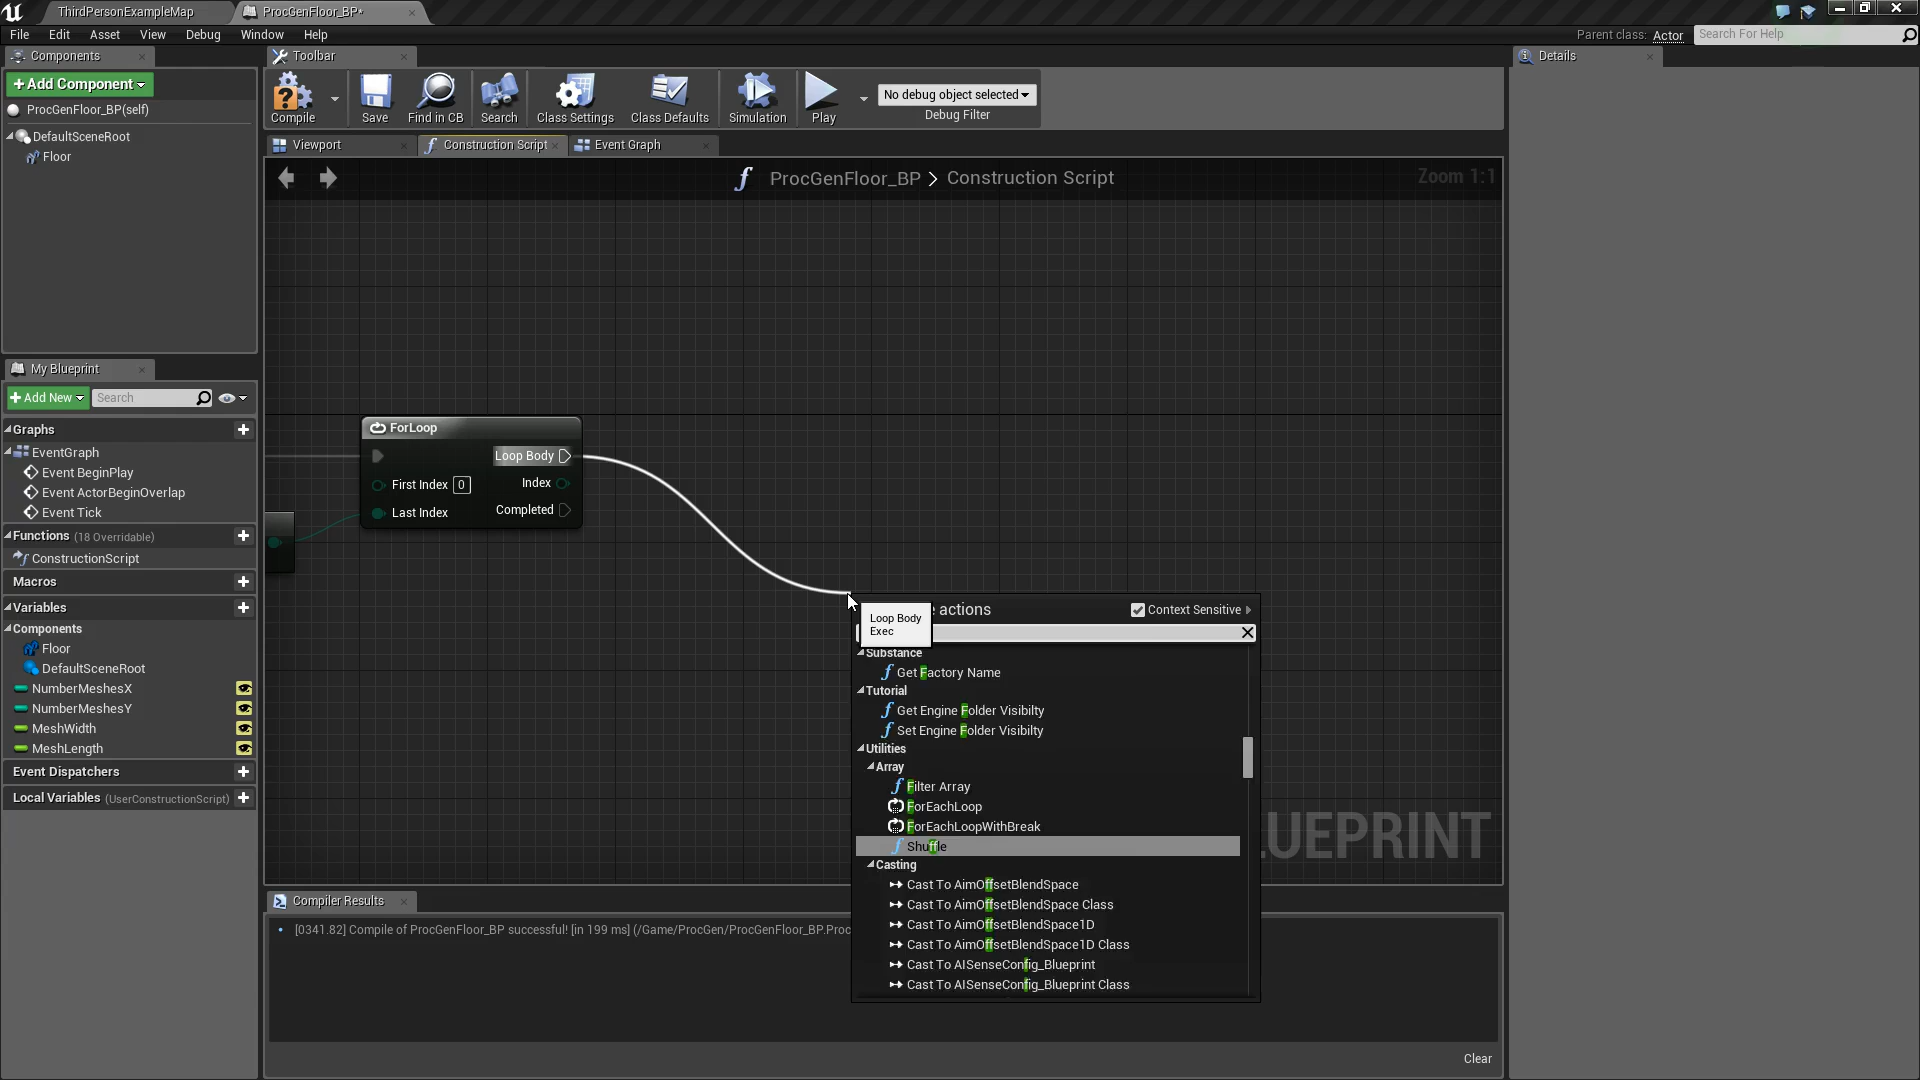 ThirdPersonExampleMap
ProcGenFloor_BP*
File Edit Asset View Debug Window Help
Parent class: Actor
Search For Help
Components
Toolbar
Details
+Add Component
ProcGenFloor_BP(self)
DefaultSceneRoot
Floor
Compile
Save
Find in CB
Search
Class Settings
Class Defaults
Simulation
Play
No debug object selected
Debug Filter
Viewport
Construction Script
Event Graph
ProcGenFloor_BP > Construction Script
Zoom 1:1
My Blueprint
+Add New
Search
Graphs
EventGraph
Event BeginPlay
Event ActorBeginOverlap
Event Tick
Functions (18 Overridable)
ConstructionScript
Macros
Variables
Components
Floor
DefaultSceneRoot
NumberMeshesX
NumberMeshesY
MeshWidth
MeshLength
Event Dispatchers
Local Variables (UserConstructionScript)
ForLoop
Loop Body
First Index 0
Index
Last Index
Completed
Loop Body
Exec
actions
Context Sensitive
Substance
Get Factory Name
Tutorial
Get Engine Folder Visibilty
Set Engine Folder Visibilty
Utilities
Array
Filter Array
ForEachLoop
ForEachLoopWithBreak
Shuffle
Casting
Cast To AimOffsetBlendSpace
Cast To AimOffsetBlendSpace Class
Cast To AimOffsetBlendSpace1D
Cast To AimOffsetBlendSpace1D Class
Cast To AISenseConfig_Blueprint
Cast To AISenseConfig_Blueprint Class
UEPRINT
Compiler Results
[0341.82] Compile of ProcGenFloor_BP successful! [in 199 ms] (/Game/ProcGen/ProcGenFloor_BP.Proc
Clear